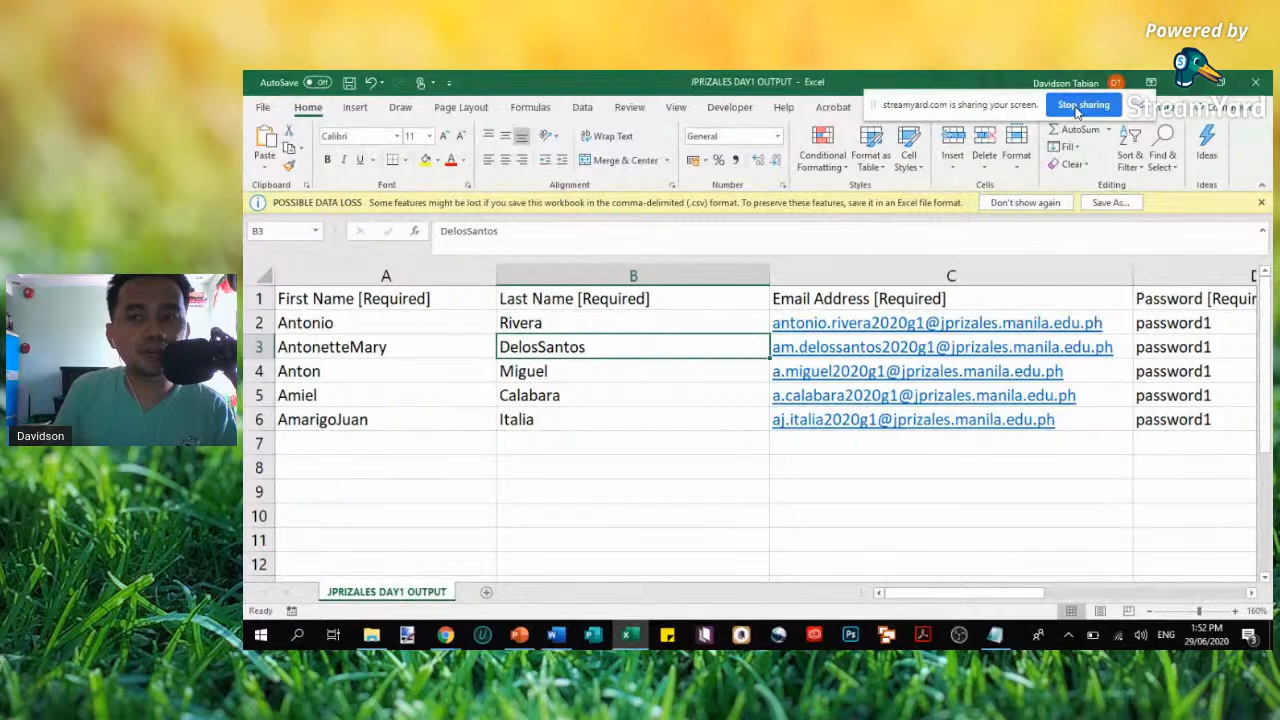 Powered by
StreamYard
AutoSave Off JPRIZALES DAY1 OUTPUT - Excel Davidson Tabian DT
File Home Insert Draw Page Layout Formulas Data Review View Developer Help Acrobat
streamyard.com is sharing your screen. Stop sharing
Paste Calibri 11 Wrap Text General Conditional Formatting Format as Table Cell Styles Insert Delete Format AutoSum Sort & Filter Find & Select Ideas
B I U Merge & Center Fill
Clear
Clipboard Font Alignment Number Styles Cells Editing Ideas
POSSIBLE DATA LOSS Some features might be lost if you save this workbook in the comma-delimited (.csv) format. To preserve these features, save it in an Excel file format. Don't show again Save As...
B3 fx DelosSantos
A B C D
1 First Name [Required] Last Name [Required] Email Address [Required] Password [Requir
2 Antonio Rivera antonio.rivera2020g1@jprizales.manila.edu.ph password1
3 AntonetteMary DelosSantos am.delossantos2020g1@jprizales.manila.edu.ph password1
4 Anton Miguel a.miguel2020g1@jprizales.manila.edu.ph password1
5 Amiel Calabara a.calabara2020g1@jprizales.manila.edu.ph password1
6 AmarigoJuan Italia aj.italia2020g1@jprizales.manila.edu.ph password1
7
8
9
10
11
12
Davidson
JPRIZALES DAY1 OUTPUT
Ready 160%
ENG 1:52 PM
29/06/2020